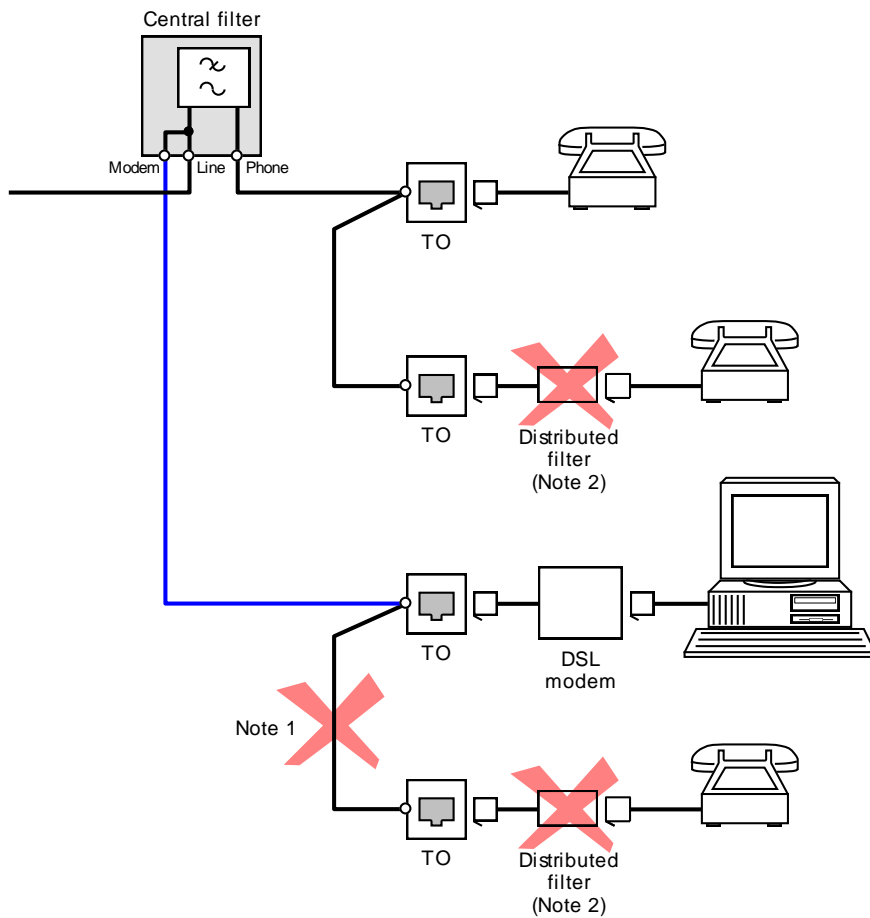 Central filter
Modem
Line
Phone
TO
TO
Distributed
filter
(Note 2)
TO
DSL
modem
Note 1
TO
Distributed
filter
(Note 2)